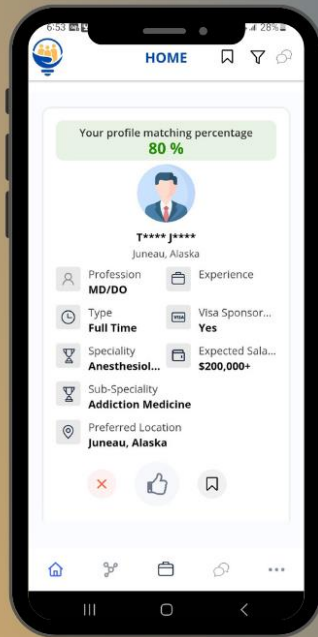 6:53
28%
HOME
Your profile matching percentage
80 %
T**** J****
Juneau, Alaska
Profession
MD/DO
Experience
Type
Full Time
Visa Sponsor...
Yes
VISA
Speciality
Anesthesiol...
Expected Sala...
$200,000+
Sub-Speciality
Addiction Medicine
Preferred Location
Juneau, Alaska